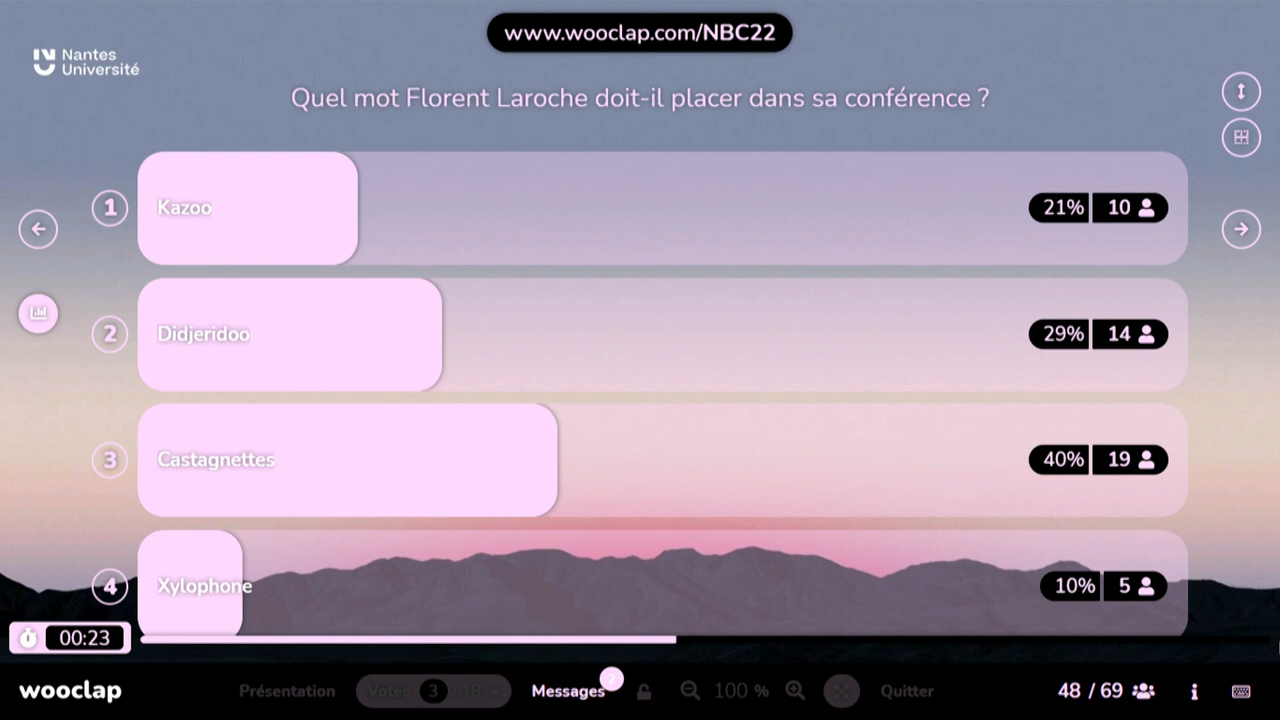 www.wooclap.com/NBC22
Nantes
Université
Quel mot Florent Laroche doit-il placer dans sa conférence ?
1
Kazoo
21%
10
2
Didjeridoo
29%
14
3
Castagnettes
40%
19
4
Xylophone
10%
5
00:23
wooclap
Présentation
Votes 3 / 18
Messages
2
100 %
Quitter
48 / 69